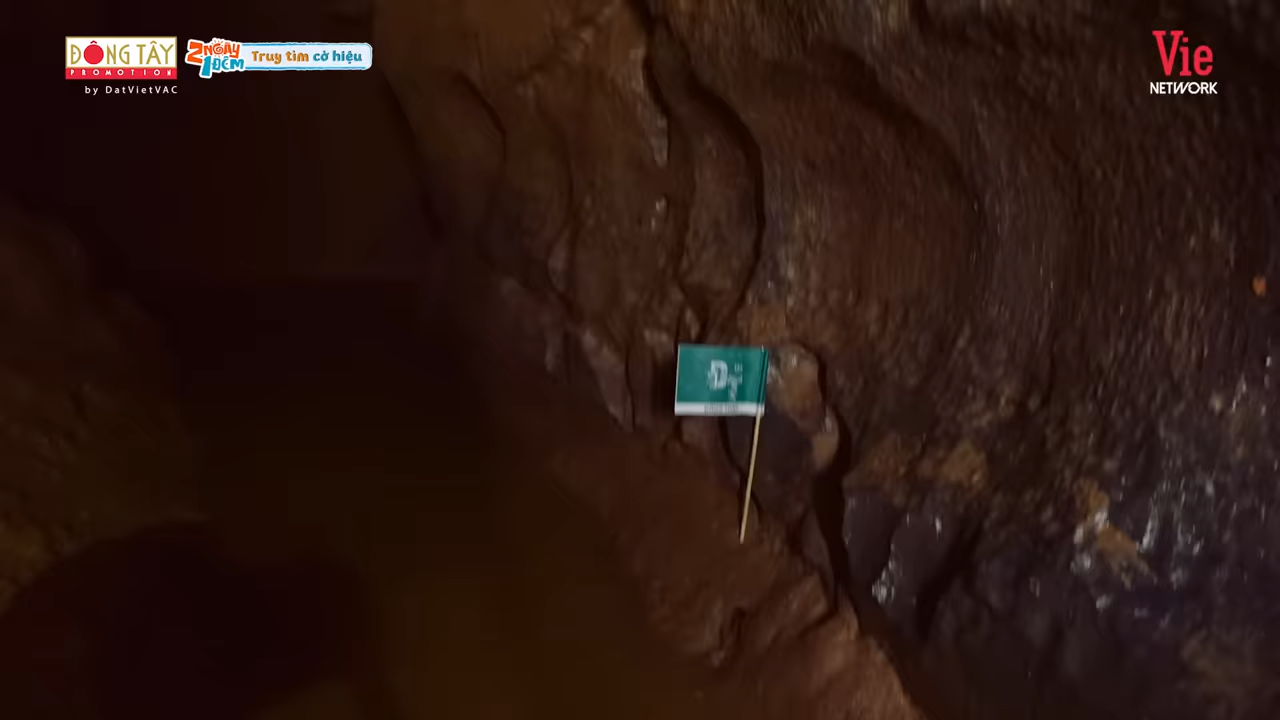 ĐÔNG TÂY
PROMOTION
by DatVietVAC
2 NGÀY
1 ĐÊM
Truy tìm cờ hiệu
Vie
NETWORK